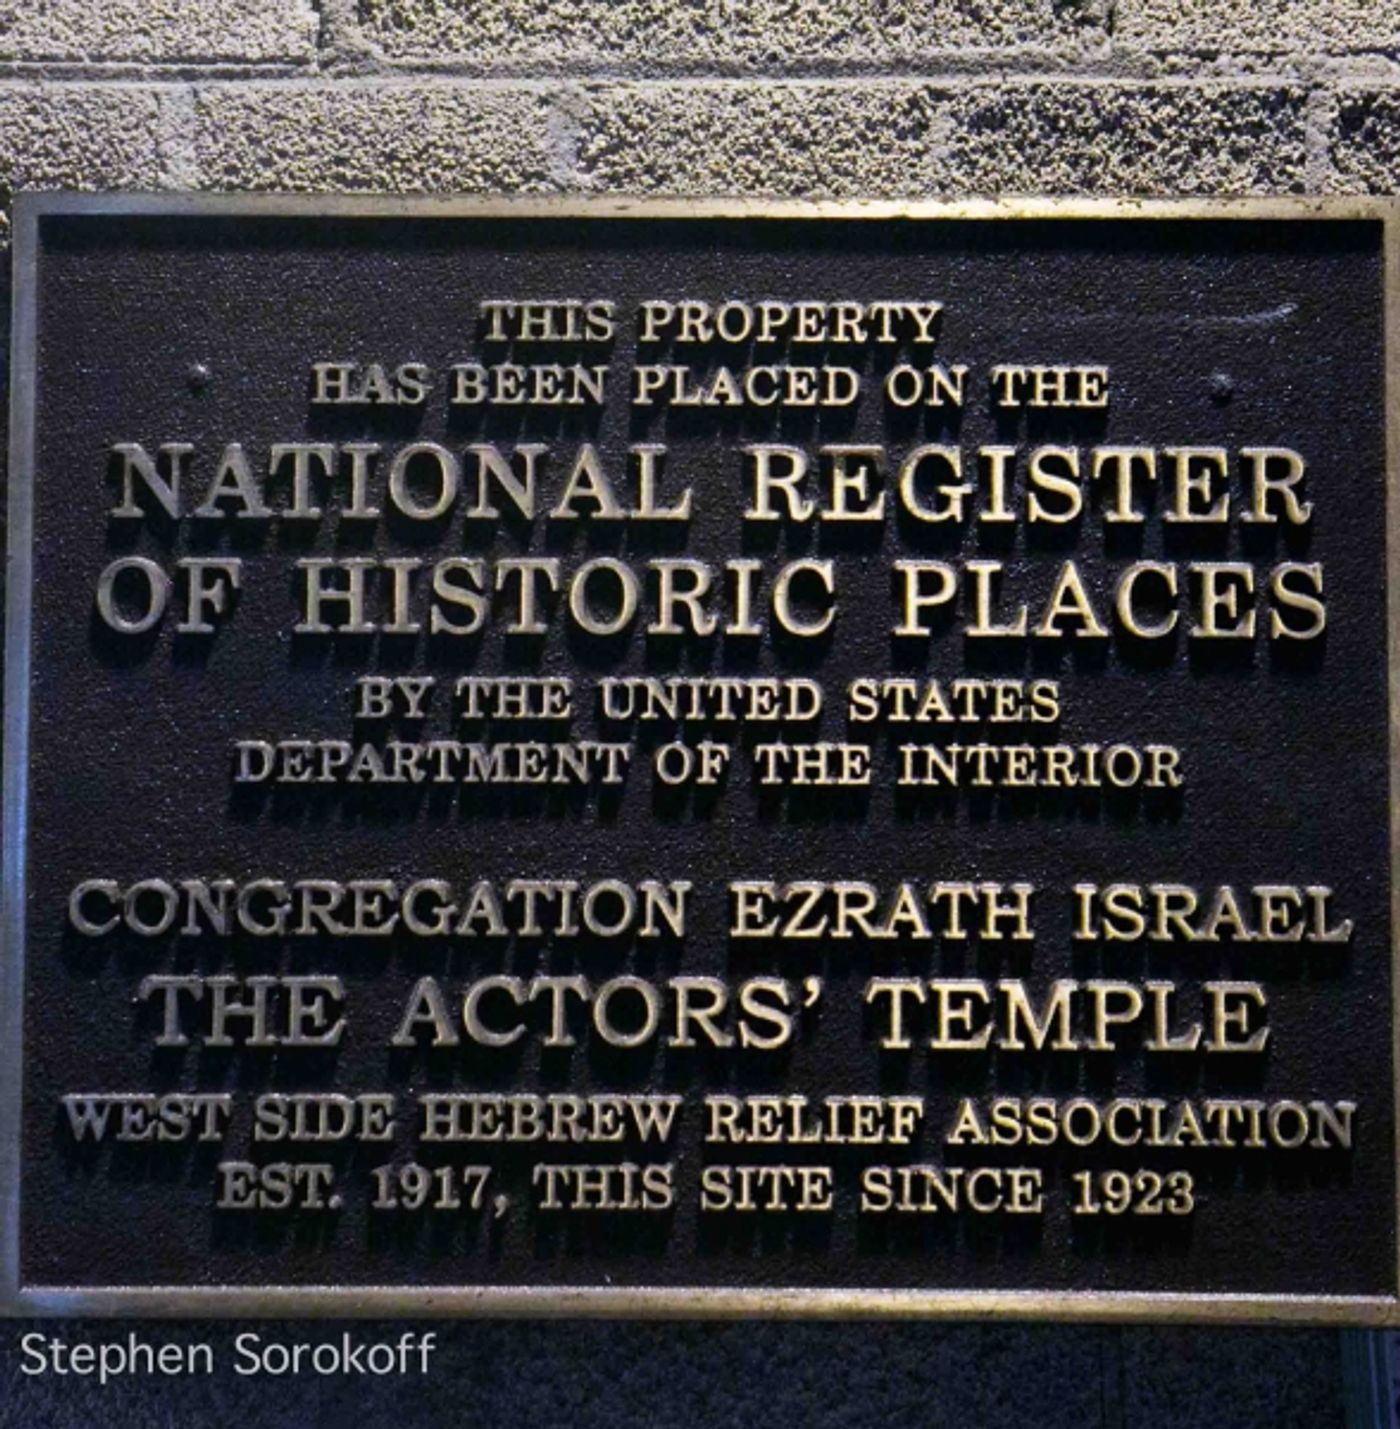 THIS PROPERTY
HAS BEEN PLACED ON THE
NATIONAL REGISTER
OF HISTORIC PLACES
BY THE UNITED STATES
DEPARTMENT OF THE INTERIOR
CONGREGATION EZRATH ISRAEL
THE ACTORS' TEMPLE
WEST SIDE HEBREW RELIEF ASSOCIATION
EST. 1917, THIS SITE SINCE 1923
Stephen Sorokoff